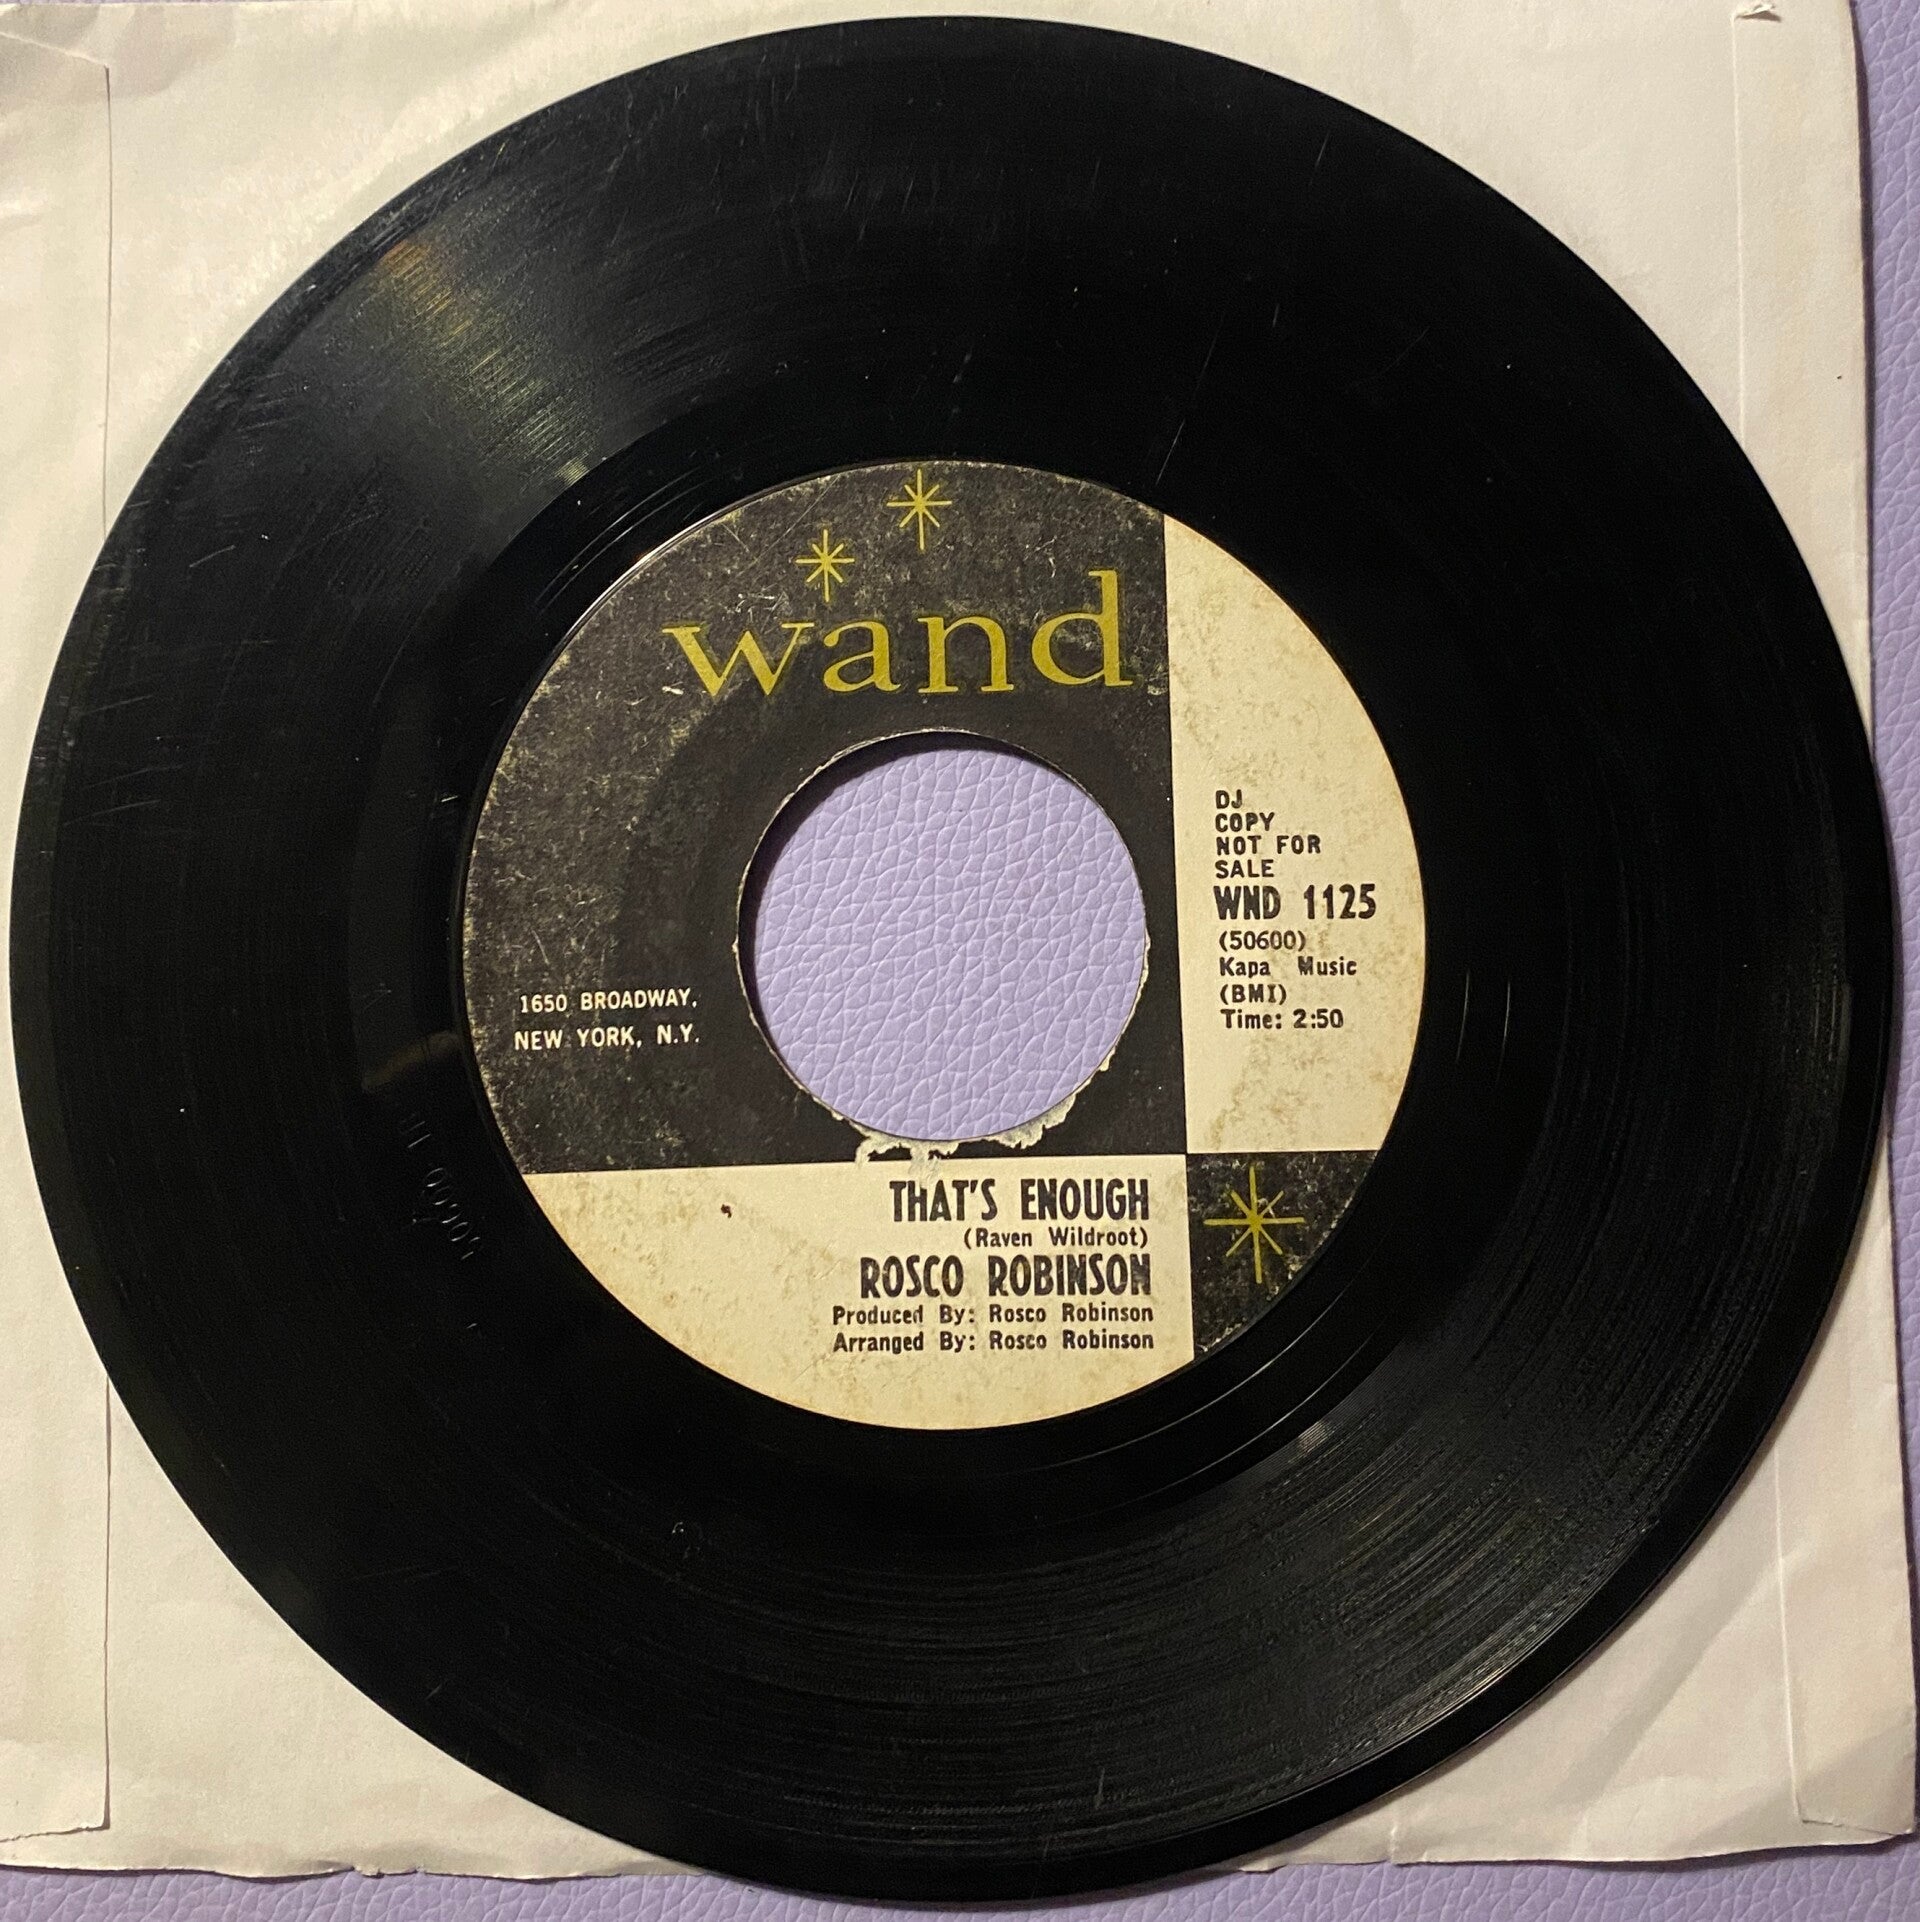 wand
DJ
COPY
NOT FOR
SALE
WND 1125
(50600)
Kapa Music
(BMI)
Time: 2:50
1650 BROADWAY,
NEW YORK, N.Y.
THAT'S ENOUGH
(Raven Wildroot)
ROSCO ROBINSON
Produced By: Rosco Robinson
Arranged By: Rosco Robinson